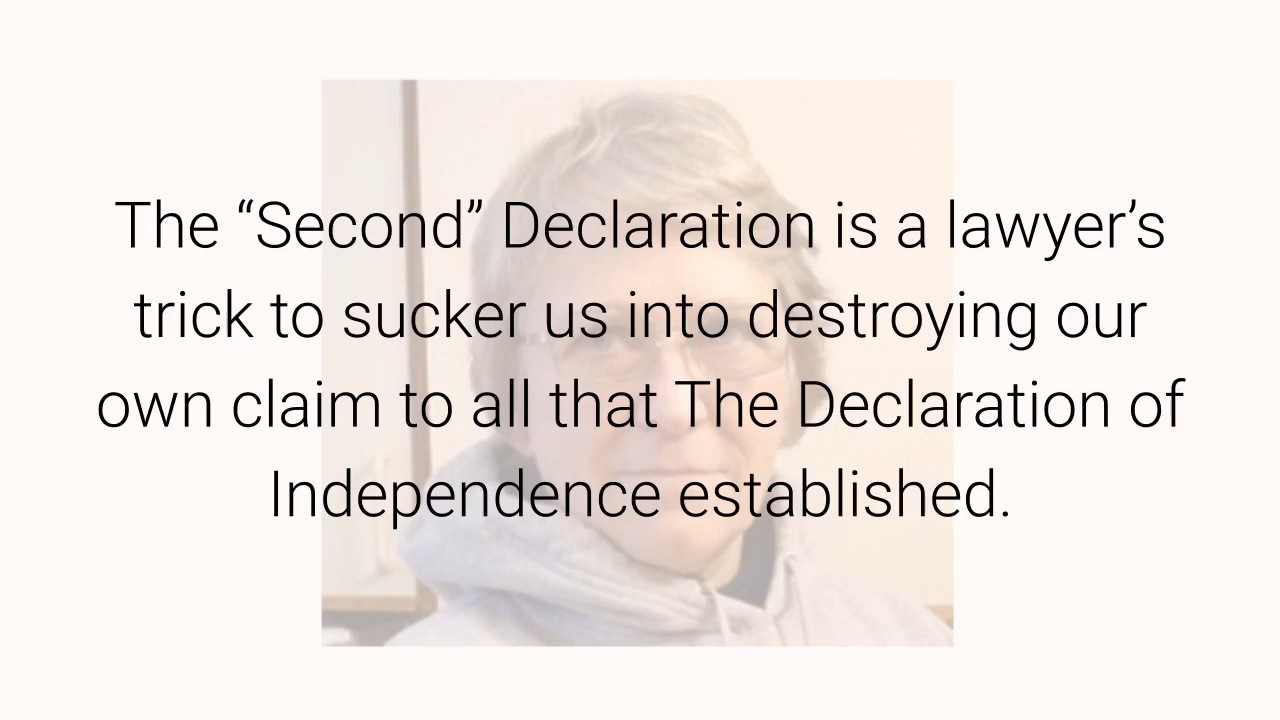 The “Second” Declaration is a lawyer’s
trick to sucker us into destroying our
own claim to all that The Declaration of
Independence established.